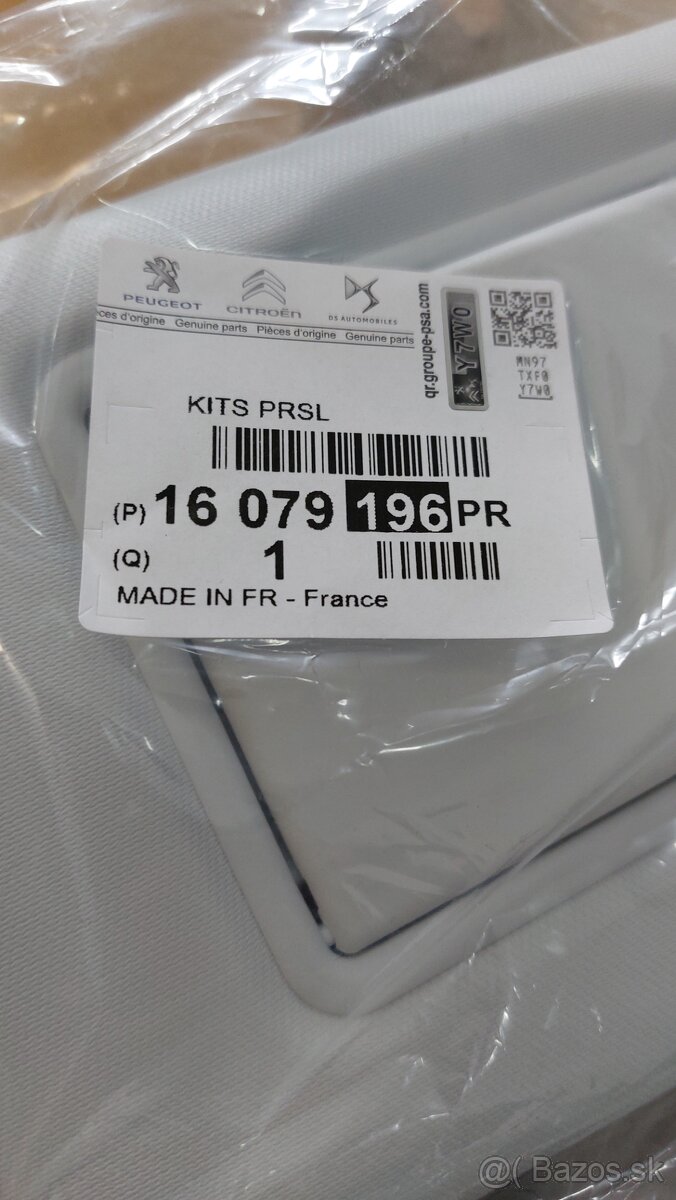 PEUGEOT CITROËN DS AUTOMOBILES
ces d'origine Genuine parts Pièces d'origine Genuine parts
qr.groupe-psa.com
Y7W0
MN97
TXF0
Y7W0
KITS PRSL
(P) 16 079 196 PR
(Q) 1
MADE IN FR - France
@( Bazos.sk